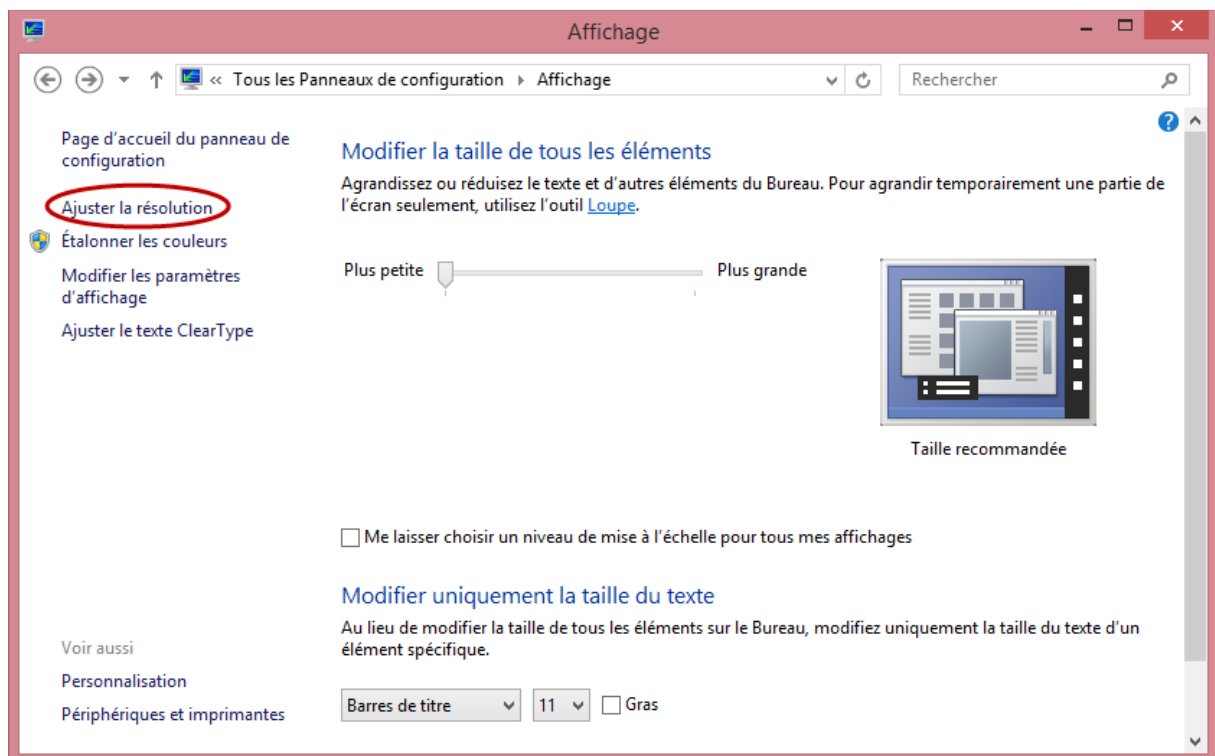 Affichage
« Tous les Panneaux de configuration Affichage
Rechercher
Page d'accueil du panneau de
configuration
Ajuster la résolution
Étalonner les couleurs
Modifier les paramètres
d'affichage
Ajuster le texte ClearType
Modifier la taille de tous les éléments
Agrandissez ou réduisez le texte et d'autres éléments du Bureau. Pour agrandir temporairement une partie de
l'écran seulement, utilisez l'outil Loupe.
Plus petite Plus grande
Taille recommandée
Me laisser choisir un niveau de mise à l'échelle pour tous mes affichages
Modifier uniquement la taille du texte
Au lieu de modifier la taille de tous les éléments sur le Bureau, modifiez uniquement la taille du texte d'un
élément spécifique.
Barres de titre 11 Gras
Voir aussi
Personnalisation
Périphériques et imprimantes